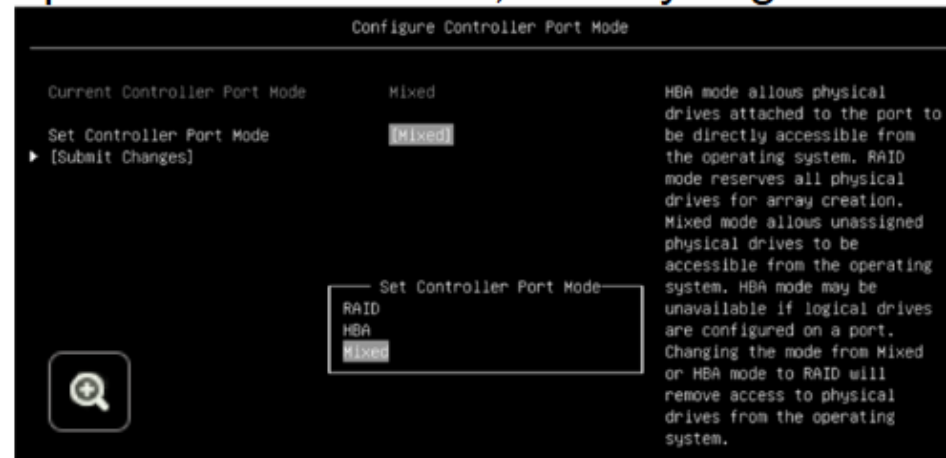 Configure Controller Port Mode
Current Controller Port Mode Mixed
Set Controller Port Mode [Mixed]
[Submit Changes]
HBA mode allows physical
drives attached to the port to
be directly accessible from
the operating system. RAID
mode reserves all physical
drives for array creation.
Mixed mode allows unassigned
physical drives to be
accessible from the operating
system. HBA mode may be
unavailable if logical drives
are configured on a port.
Changing the mode from Mixed
or HBA mode to RAID will
remove access to physical
drives from the operating
system.
Set Controller Port Mode
RAID
HBA
Mixed